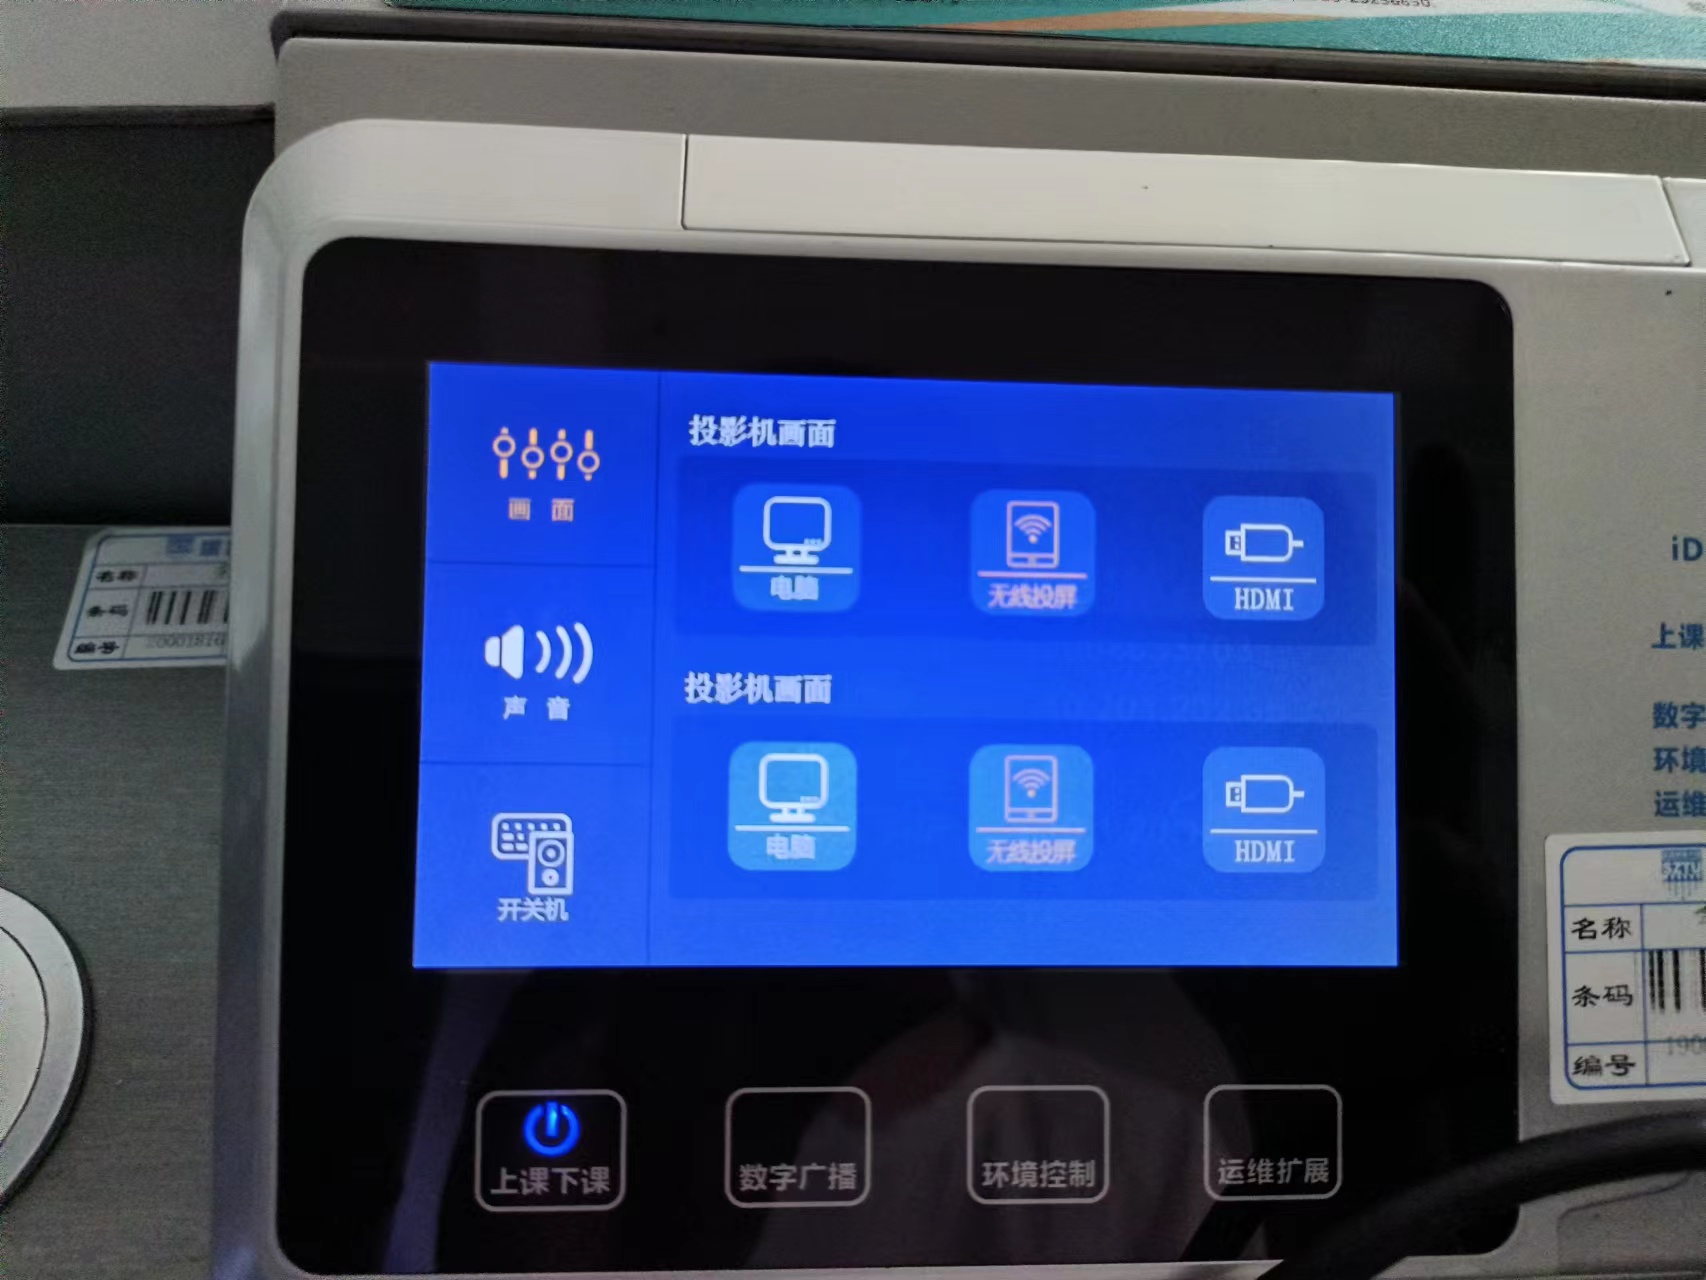 投影机画面
画面
电脑
无线投屏
HDMI
声音
投影机画面
电脑
无线投屏
HDMI
开关机
上课下课
数字广播
环境控制
运维扩展
名称
条码
编号
iD
上课
数字
环境
运维
名称
条码
编号